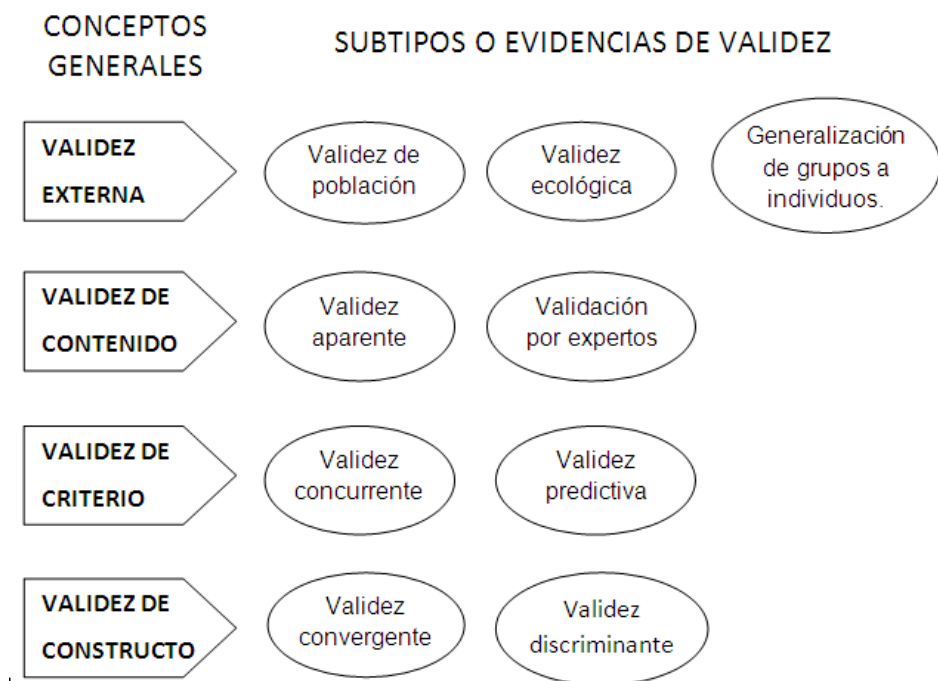 CONCEPTOS
GENERALES
SUBTIPOS O EVIDENCIAS DE VALIDEZ
VALIDEZ
EXTERNA
Validez de
población
Validez
ecológica
Generalización
de grupos a
individuos.
VALIDEZ DE
CONTENIDO
Validez
aparente
Validación
por expertos
VALIDEZ DE
CRITERIO
Validez
concurrente
Validez
predictiva
VALIDEZ DE
CONSTRUCTO
Validez
convergente
Validez
discriminante